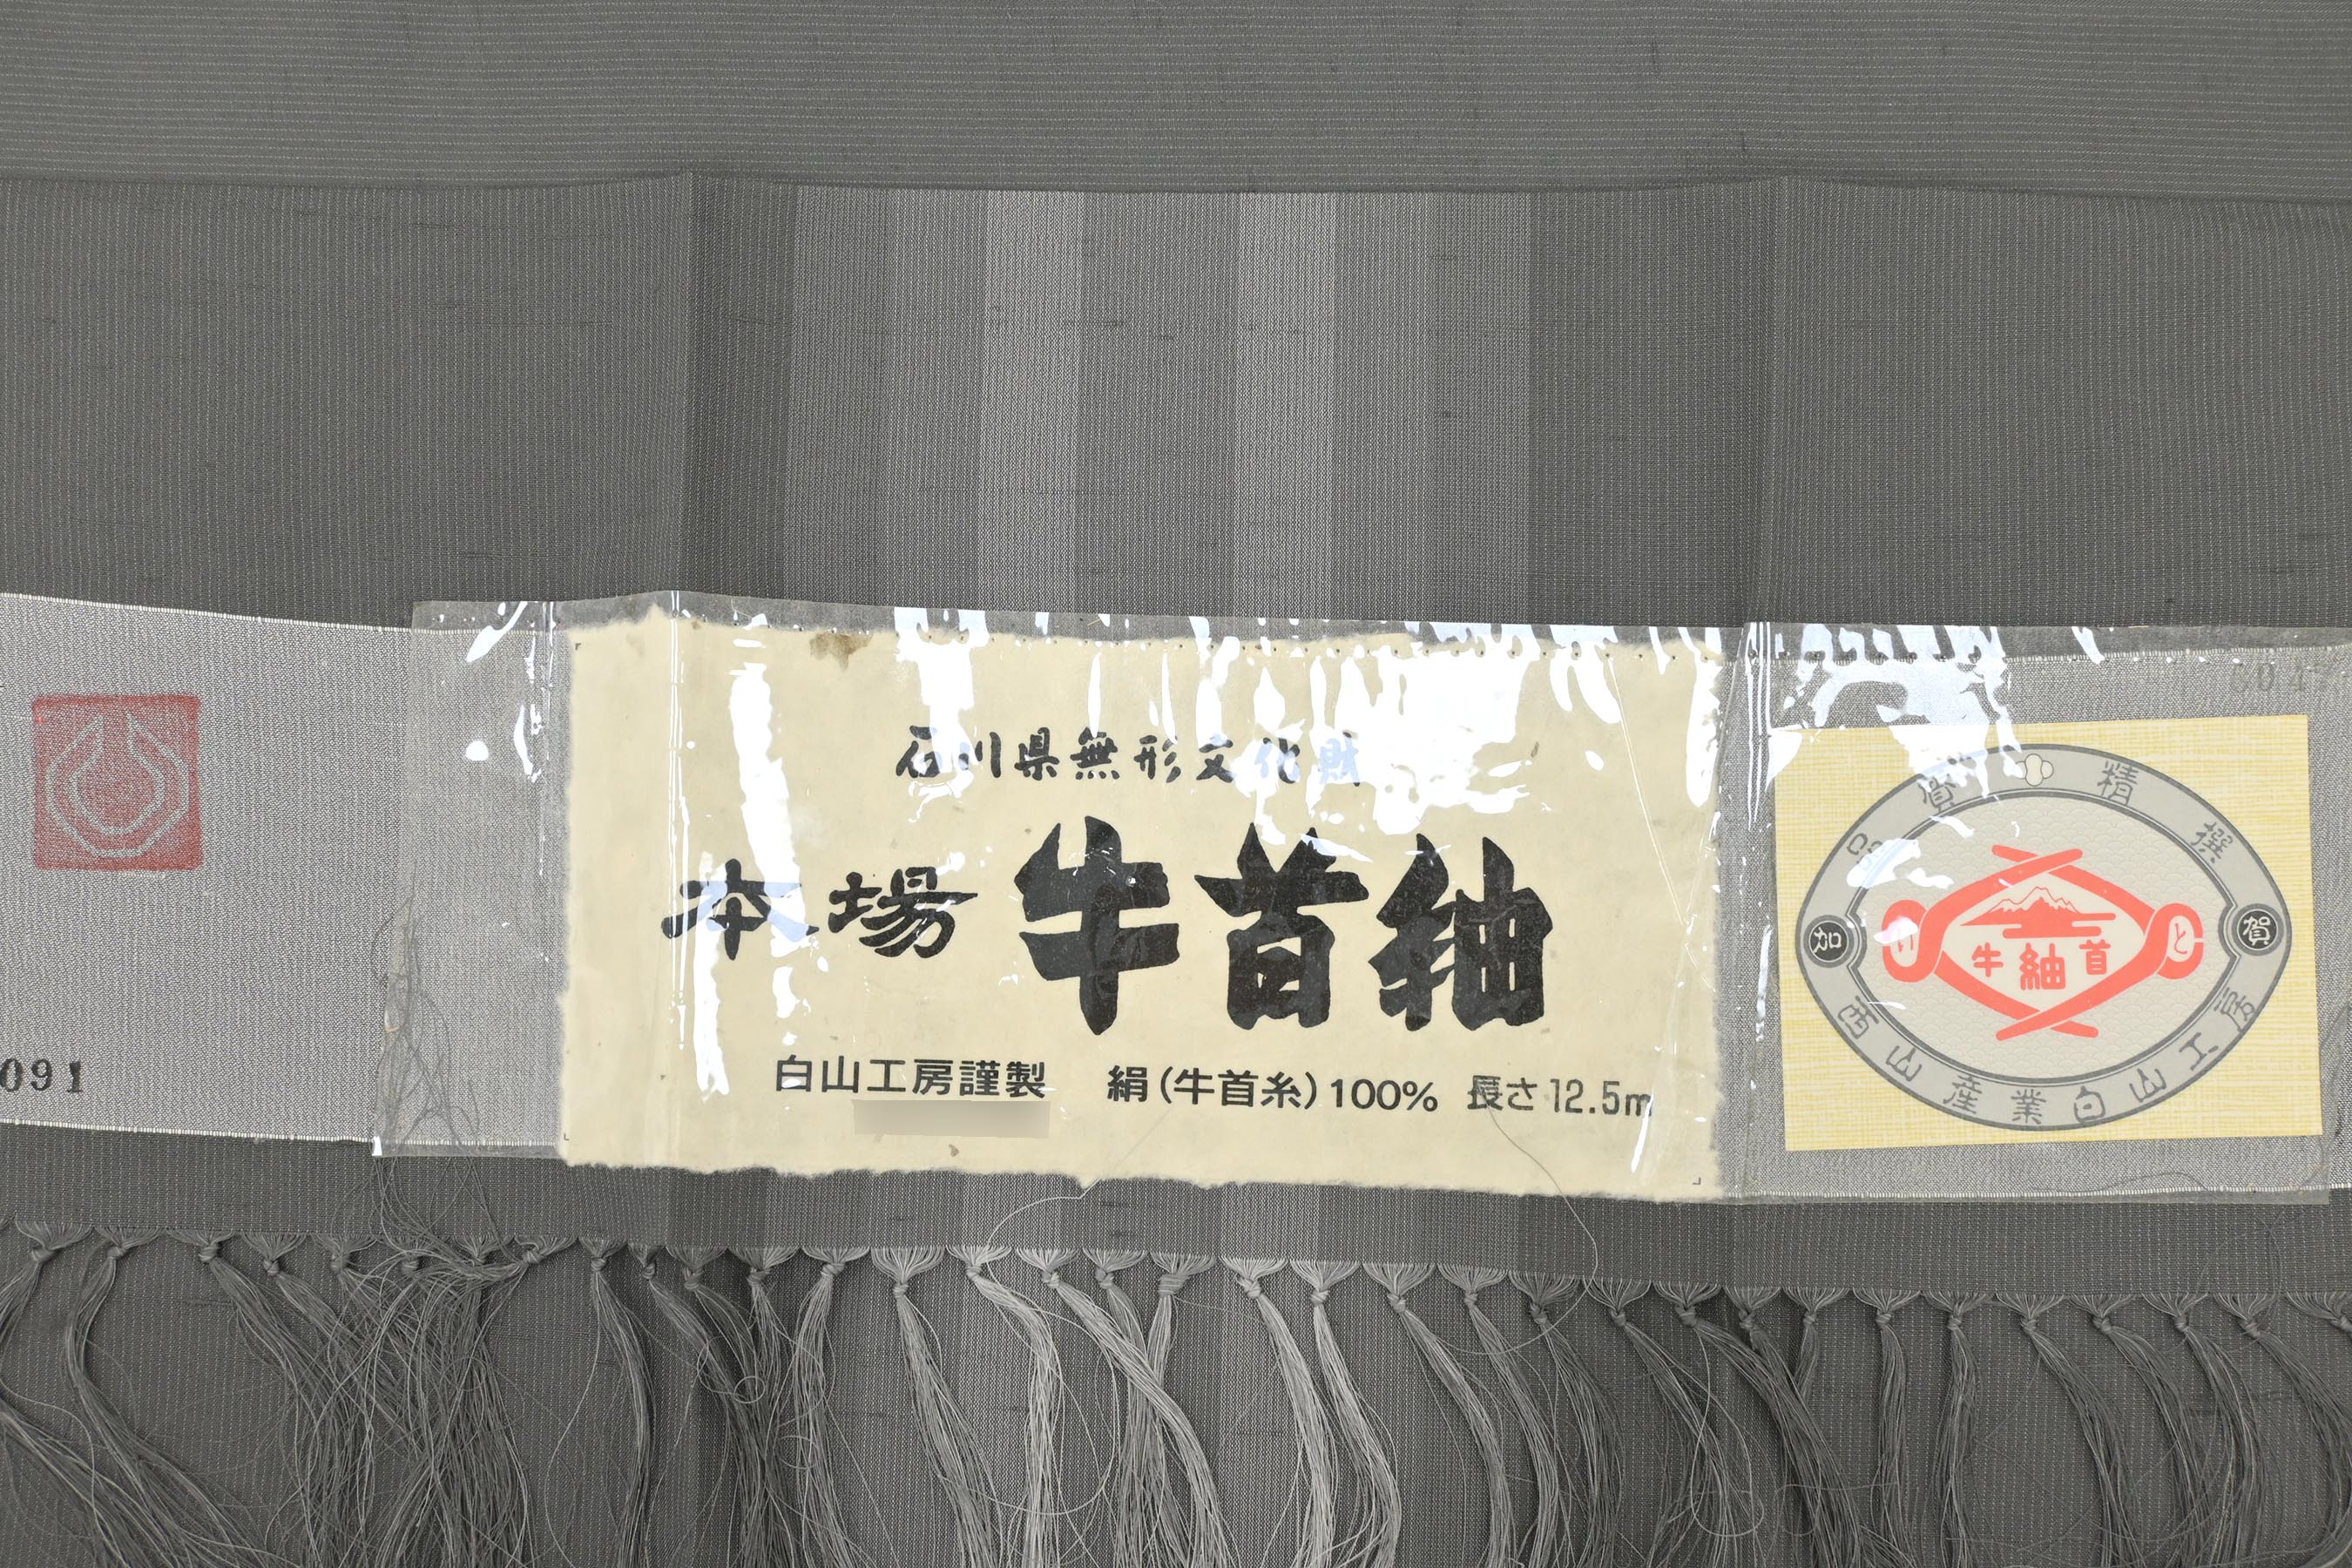 石川県無形文化財
本場 牛首紬
白山工房謹製 絹(牛首糸)100% 長さ12.5m
091
精撰
加
賀
牛紬首
と
西山産業白山工房